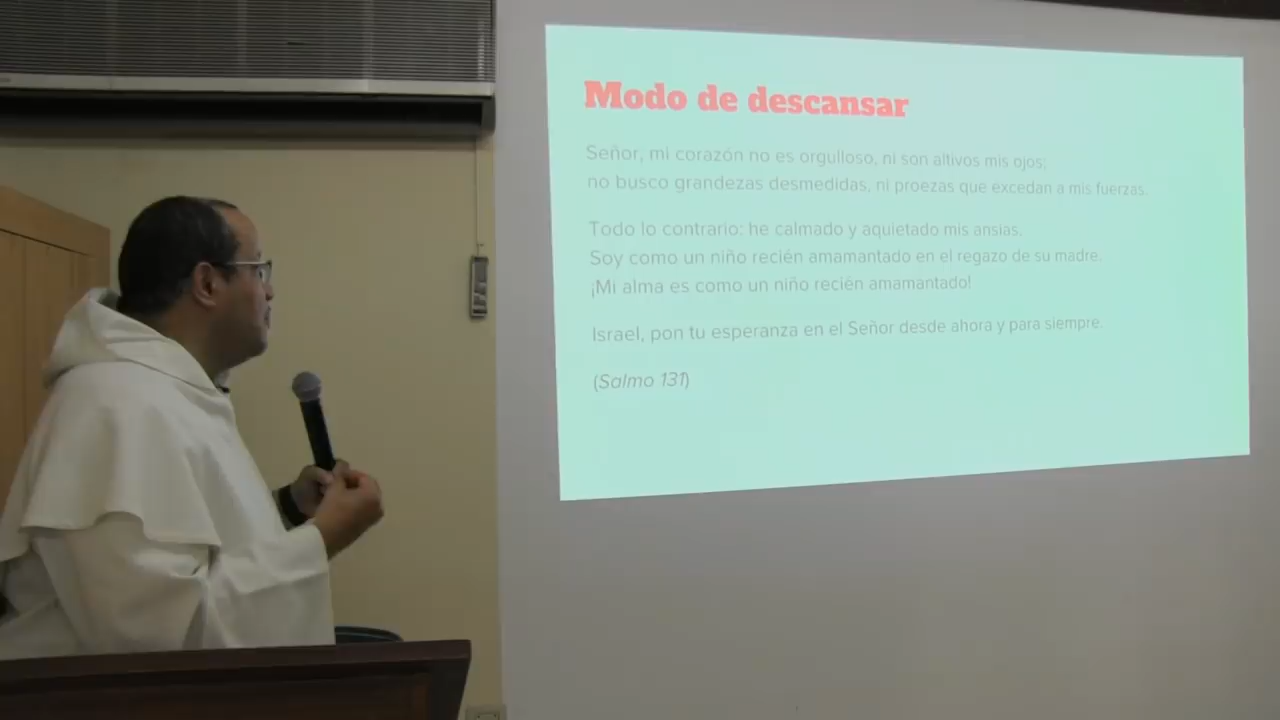 Modo de descansar
Señor, mi corazón no es orgulloso, ni son altivos mis ojos;
no busco grandezas desmedidas, ni proezas que excedan a mis fuerzas.
Todo lo contrario: he calmado y aquietado mis ansias.
Soy como un niño recién amamantado en el regazo de su madre.
¡Mi alma es como un niño recién amamantado!
Israel, pon tu esperanza en el Señor desde ahora y para siempre.
(Salmo 131)